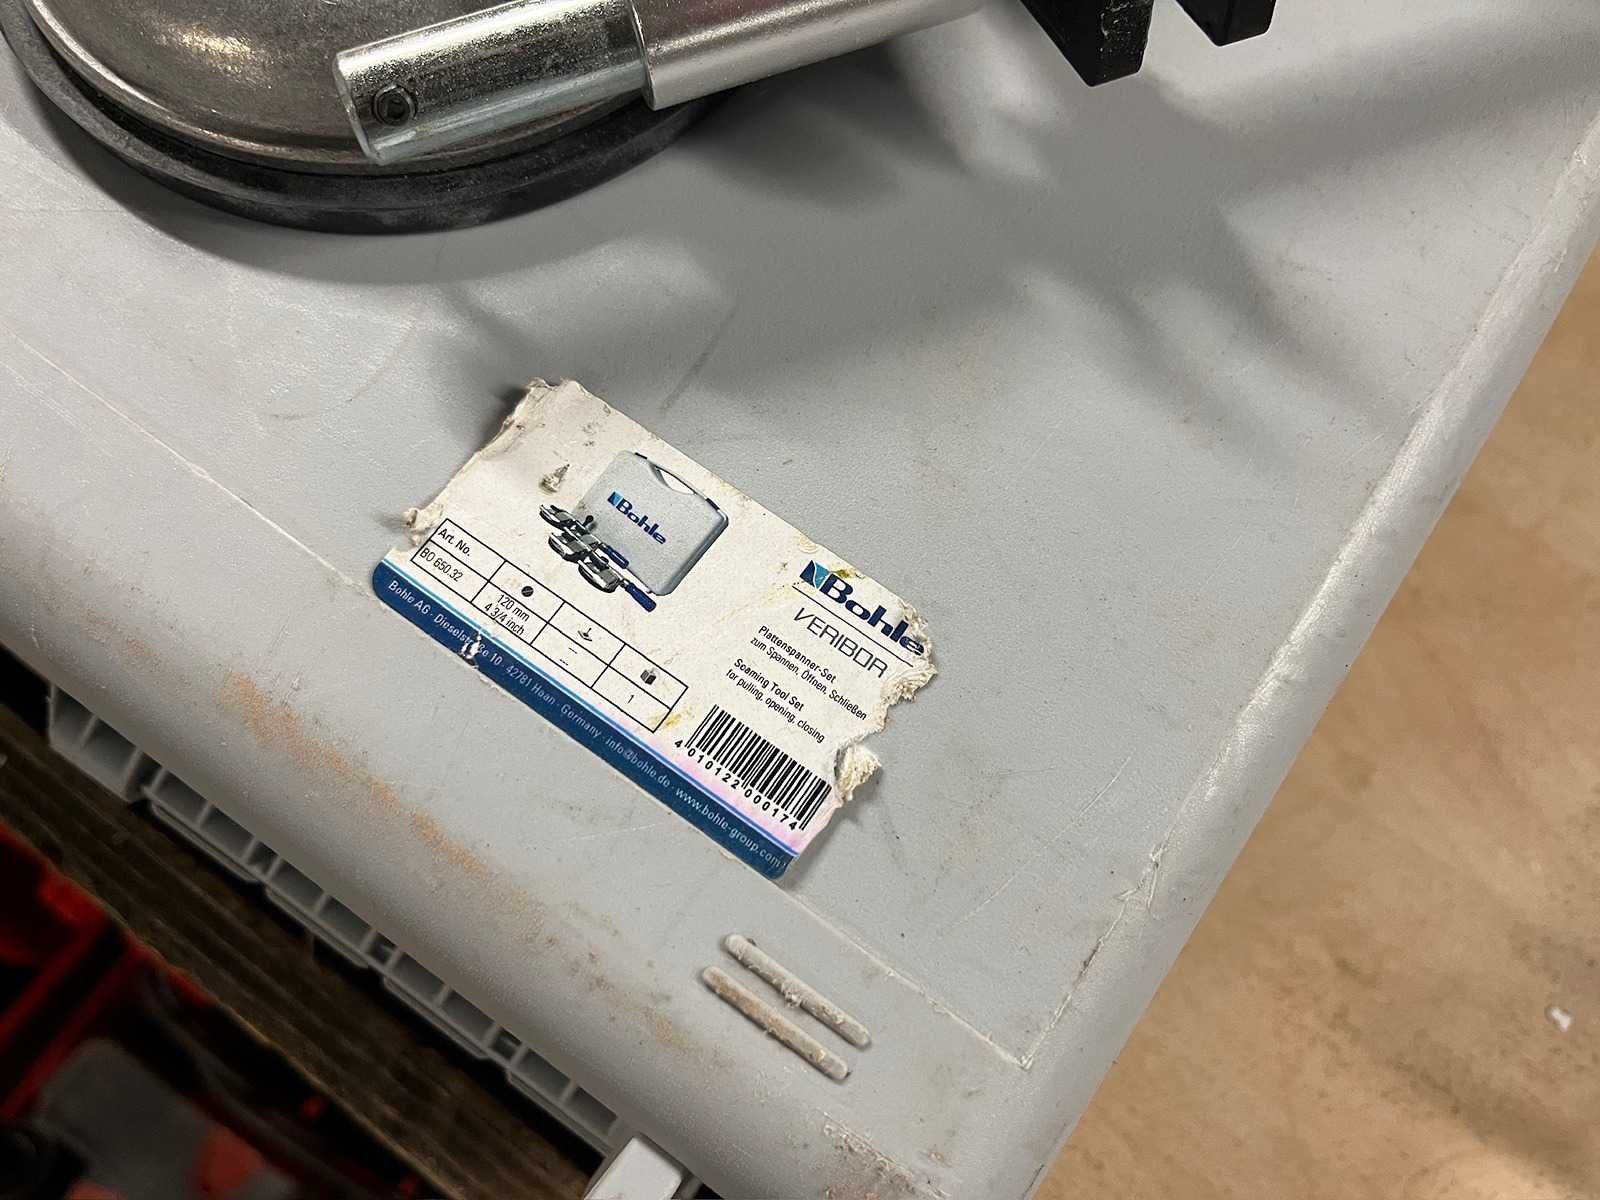 Bohle
Art. No.
BO 650.32
120 mm
4 3/4 inch
---
---
1
Bohle
VERIBOR
Plattenspanner-Set
zum Spannen, Öffnen, Schließen
Seaming Tool Set
for pulling, opening, closing
4 010122 000174
Bohle AG · Dieselstraße 10 · 42781 Haan · Germany · info@bohle.de · www.bohle-group.com